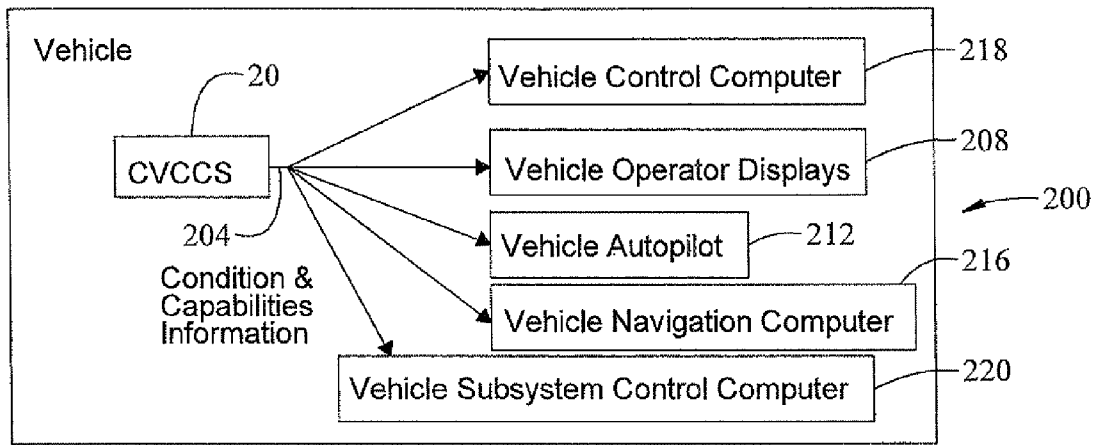 Vehicle
20
CVCCS
204
Condition &
Capabilities
Information
Vehicle Control Computer
218
Vehicle Operator Displays
208
Vehicle Autopilot
212
Vehicle Navigation Computer
216
Vehicle Subsystem Control Computer
220
200